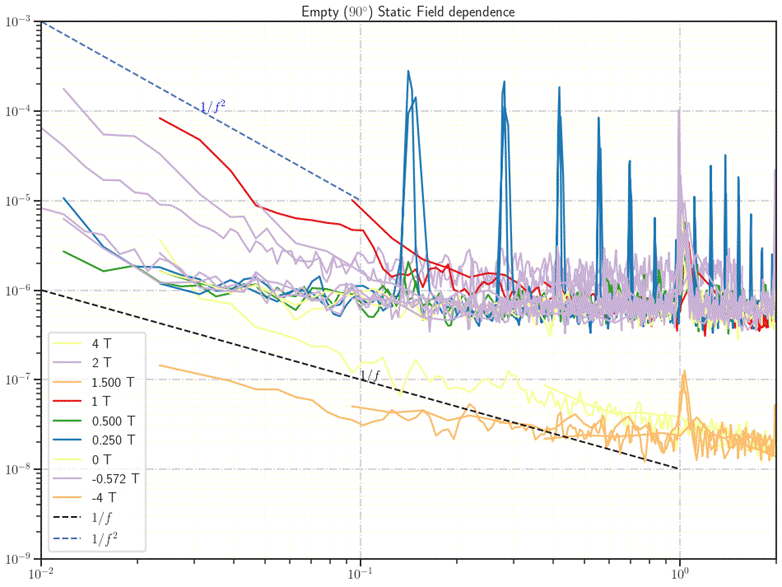 Empty (90°) Static Field dependence
10⁻³
10⁻⁴
10⁻⁵
10⁻⁶
10⁻⁷
10⁻⁸
10⁻⁹
1/f²
1/f
4 T
2 T
1.500 T
1 T
0.500 T
0.250 T
0 T
-0.572 T
-4 T
1/f
1/f²
10⁻² 10⁻¹ 10⁰